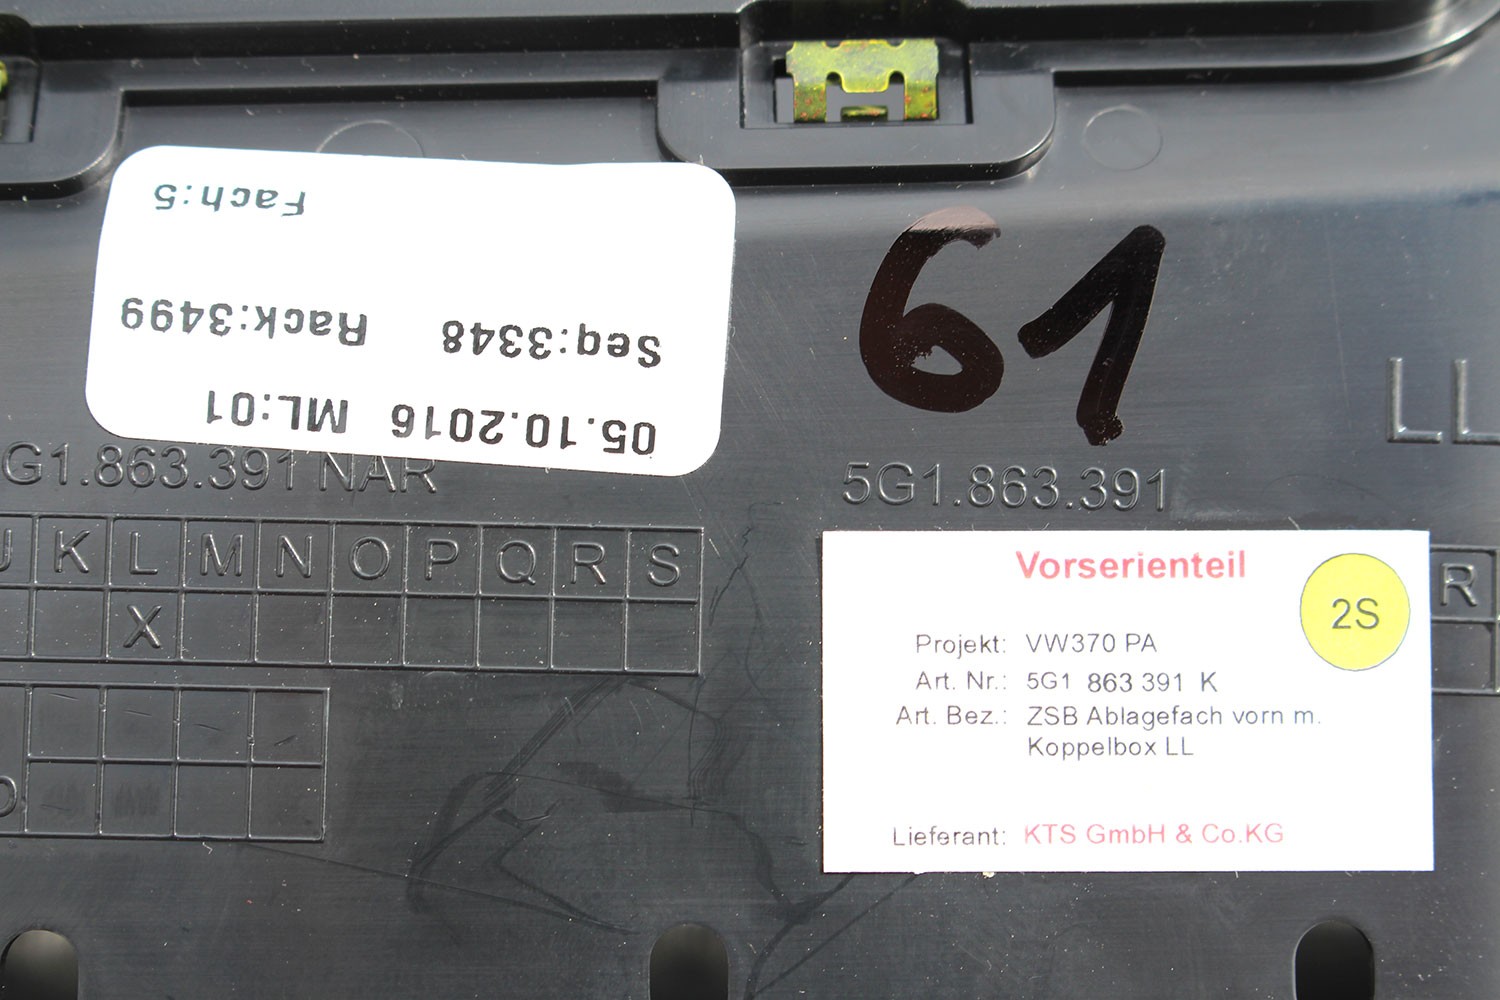 05.10.2016 ML:01
Seq:3348 Rack:3499
Fach:5
61
LL
G1.863.391 NAR
5G1.863.391
J K L M N O P Q R S
X
R
Vorserienteil
2S
Projekt: VW370 PA
Art. Nr.: 5G1 863 391 K
Art. Bez.: ZSB Ablagefach vorn m.
Koppelbox LL
Lieferant: KTS GmbH & Co.KG